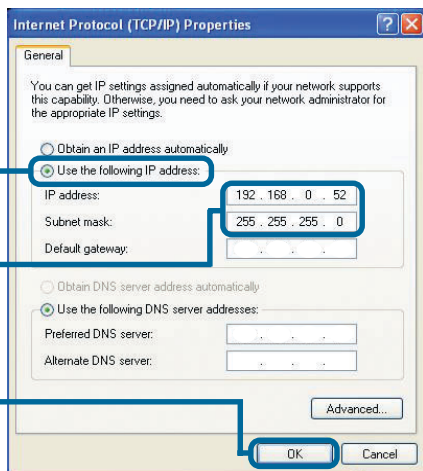 Internet Protocol (TCP/IP) Properties
General
You can get IP settings assigned automatically if your network supports
this capability. Otherwise, you need to ask your network administrator for
the appropriate IP settings.
Obtain an IP address automatically
Use the following IP address:
IP address: 192 . 168 . 0 . 52
Subnet mask: 255 . 255 . 255 . 0
Default gateway: . . .
Obtain DNS server address automatically
Use the following DNS server addresses:
Preferred DNS server: . . .
Alternate DNS server: . . .
Advanced...
OK Cancel